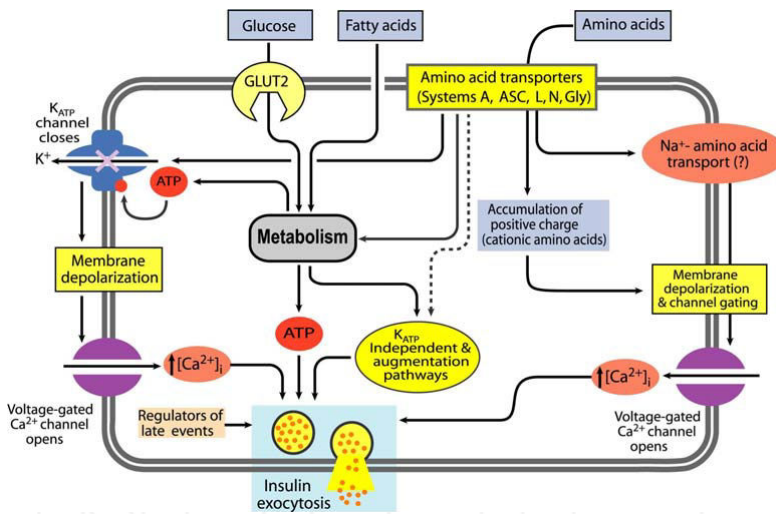 Glucose
Fatty acids
Amino acids
GLUT2
Amino acid transporters
(Systems A, ASC, L, N, Gly)
K_ATP
channel
closes
K⁺
ATP
Na⁺- amino acid
transport (?)
Metabolism
Accumulation of
positive charge
(cationic amino acids)
Membrane
depolarization
Membrane
depolarization
& channel gating
ATP
K_ATP
Independent &
augmentation
pathways
[Ca²⁺]i
[Ca²⁺]i
Voltage-gated
Ca²⁺ channel
opens
Regulators of
late events
Voltage-gated
Ca²⁺ channel
opens
Insulin
exocytosis